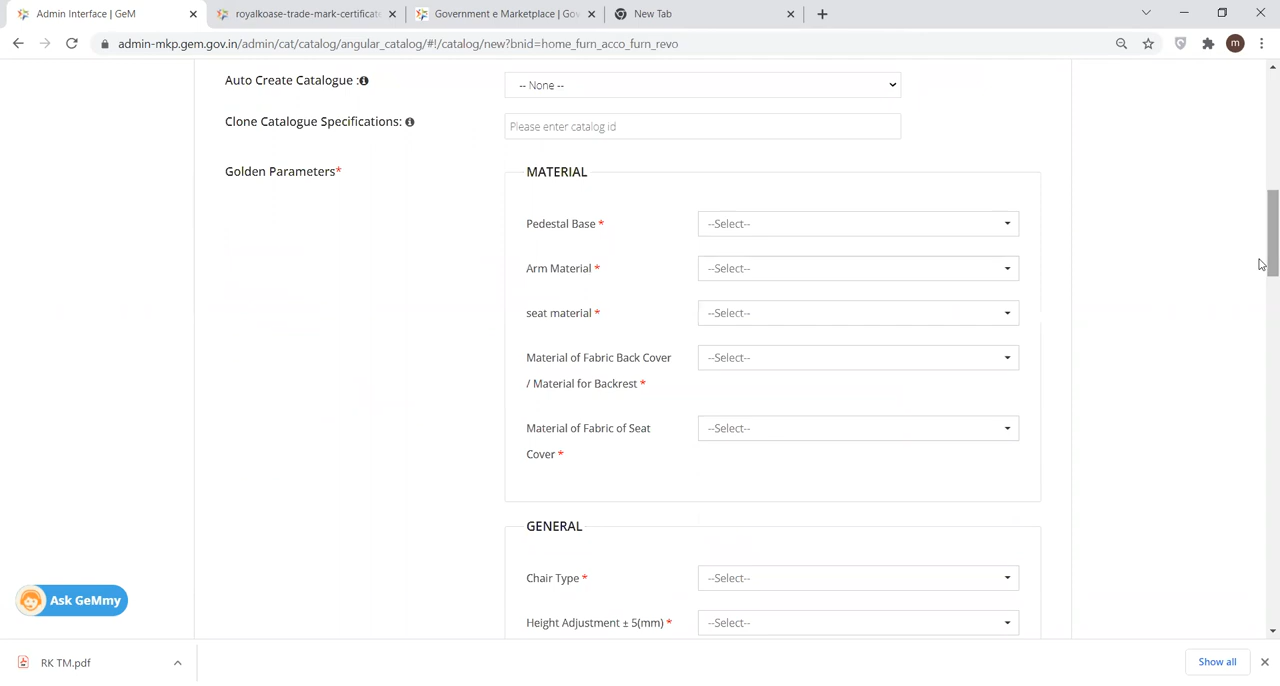 Admin Interface | GeM
royalkoase-trade-mark-certificate
Government e Marketplace | Gov
New Tab
admin-mkp.gem.gov.in/admin/cat/catalog/angular_catalog/#!/catalog/new?bnid=home_furn_acco_furn_revo
m
Auto Create Catalogue :
-- None --
Clone Catalogue Specifications:
Please enter catalog id
Golden Parameters*
MATERIAL
Pedestal Base *
--Select--
Arm Material *
--Select--
seat material *
--Select--
Material of Fabric Back Cover
/ Material for Backrest *
--Select--
Material of Fabric of Seat
Cover *
--Select--
GENERAL
Chair Type *
--Select--
Height Adjustment ± 5(mm) *
--Select--
Ask GeMmy
RK TM.pdf
Show all